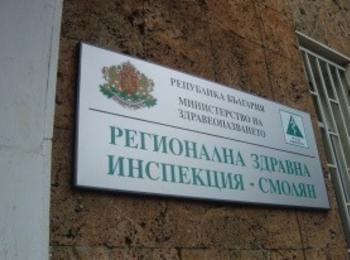 РЕПУБЛИКА БЪЛГАРИЯ
МИНИСТЕРСТВО НА
ЗДРАВЕОПАЗВАНЕТО
РЕГИОНАЛНА ЗДРАВНА
ИНСПЕКЦИЯ - СМОЛЯН